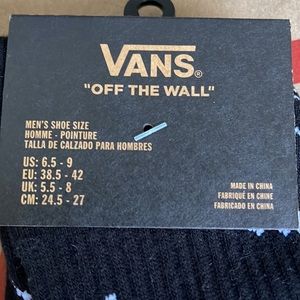 VANS®
"OFF THE WALL"
MEN'S SHOE SIZE
HOMME - POINTURE
TALLA DE CALZADO PARA HOMBRES
US: 6.5 - 9
EU: 38.5 - 42
UK: 5.5 - 8
CM: 24.5 - 27
MADE IN CHINA
FABRIQUÉ EN CHINE
FABRICADO EN CHINA